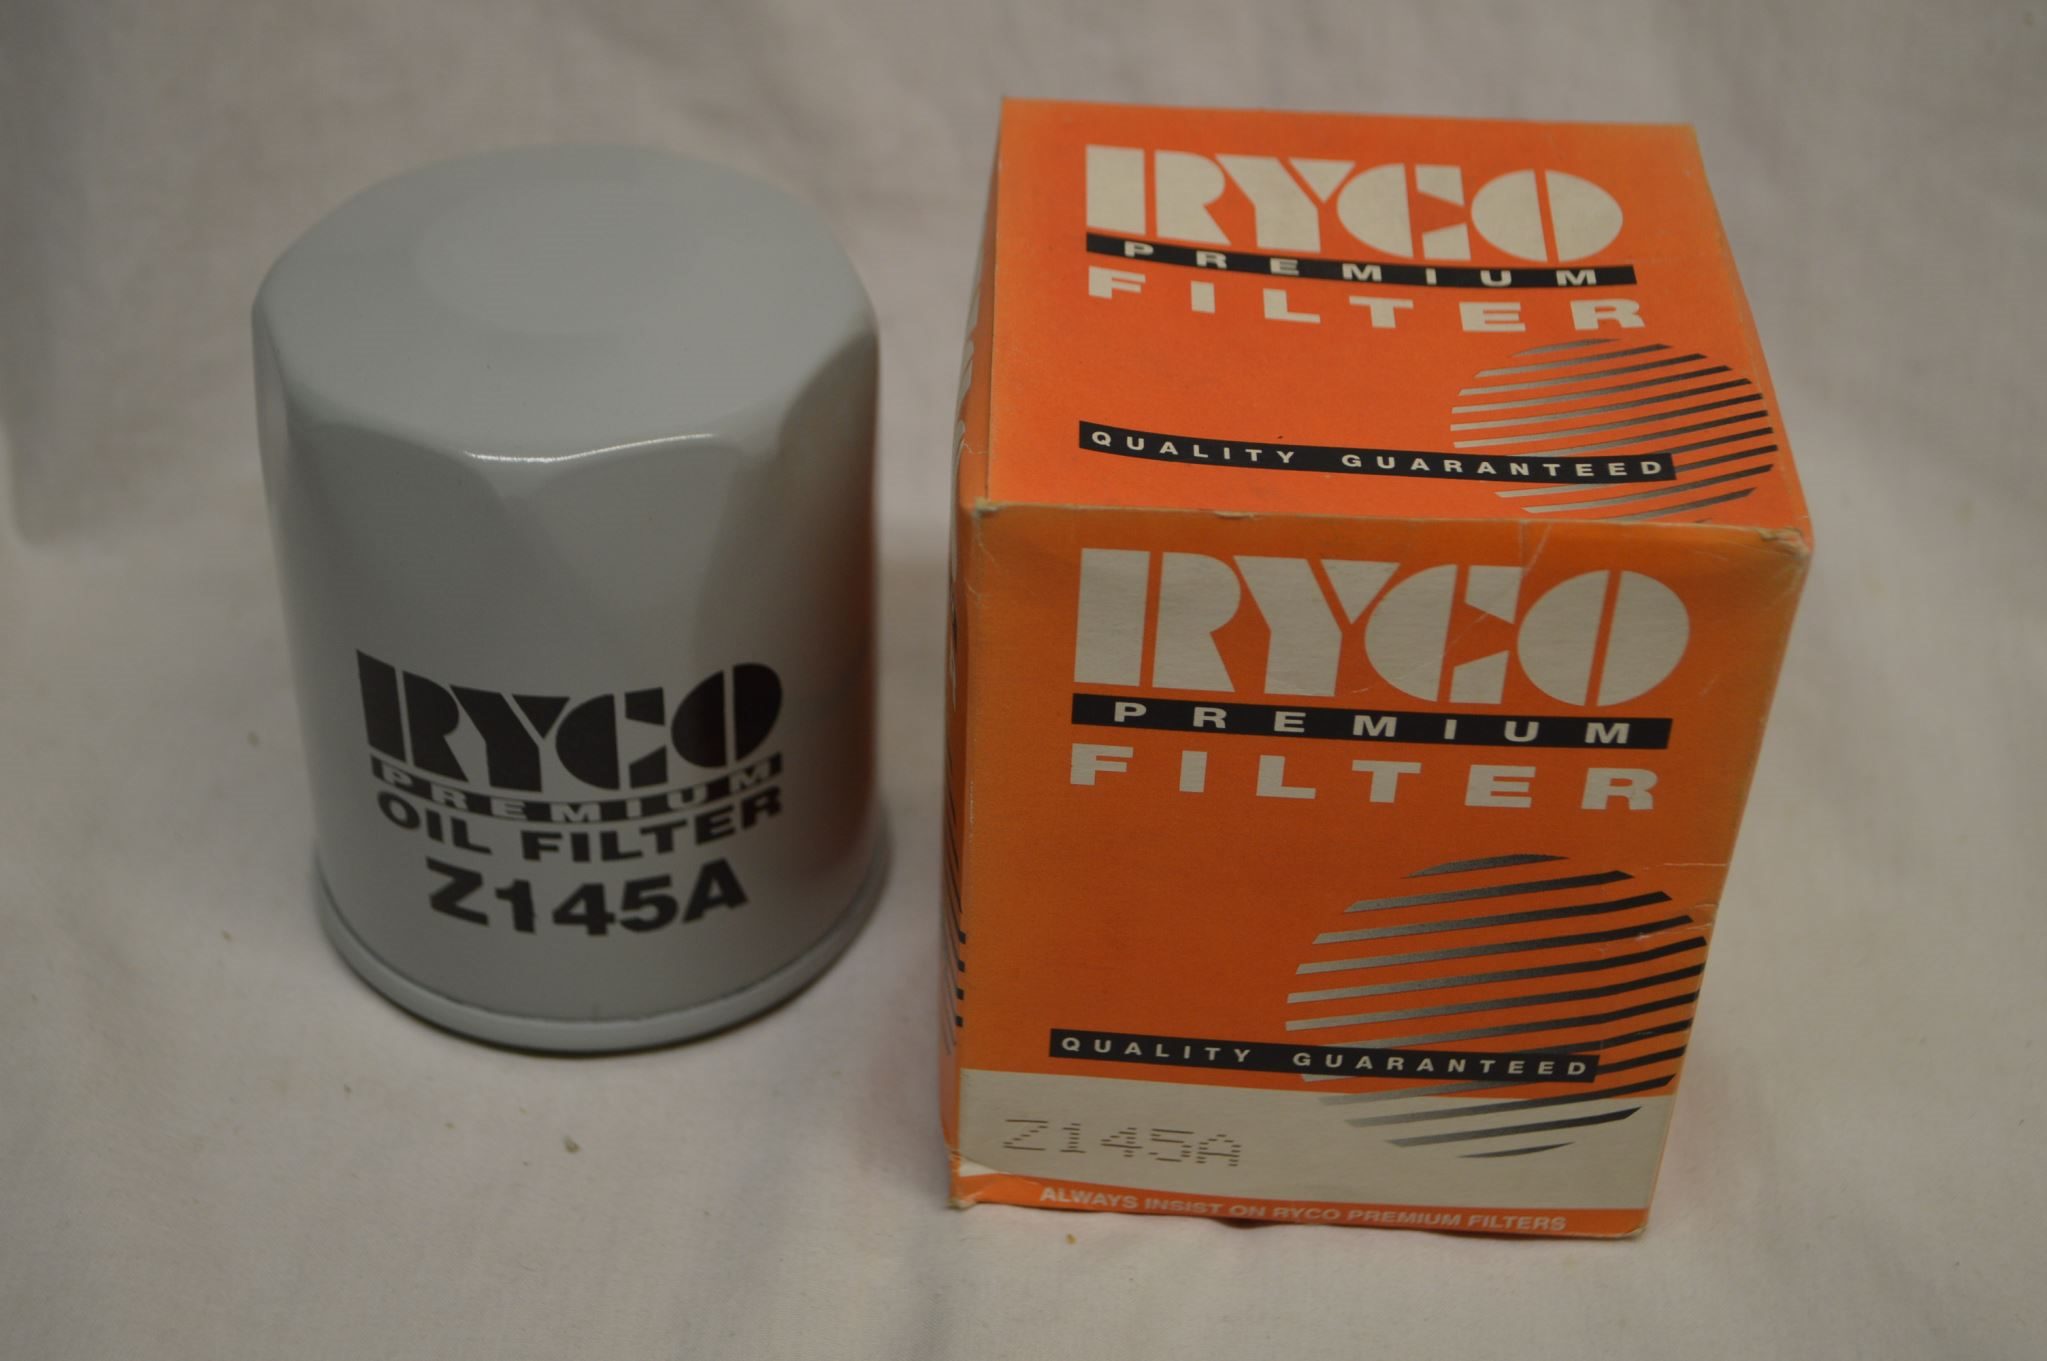 RYCO
PREMIUM
OIL FILTER
Z145A
RYCO
PREMIUM
FILTER
QUALITY GUARANTEED
RYCO
PREMIUM
FILTER
QUALITY GUARANTEED
Z145A
ALWAYS INSIST ON RYCO PREMIUM FILTERS